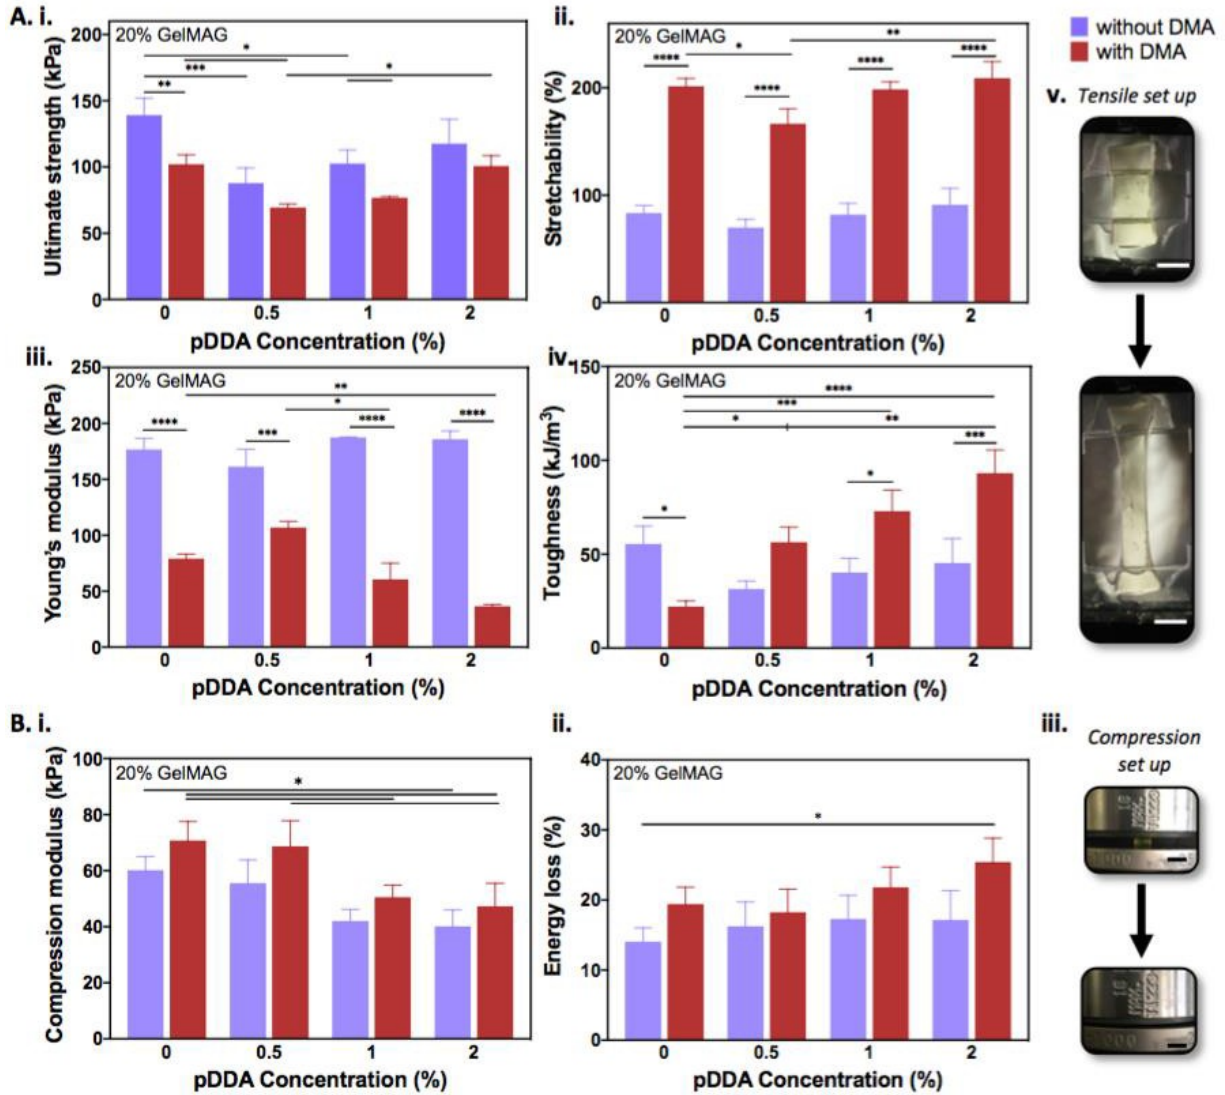 A. i.
20% GelMAG
Ultimate strength (kPa)
200
150
100
50
0
*
***
**
*
0 0.5 1 2
pDDA Concentration (%)
ii.
20% GelMAG
Stretchability (%)
200
100
0
**
*
****
****
****
****
0 0.5 1 2
pDDA Concentration (%)
without DMA
with DMA
v. Tensile set up
iii.
20% GelMAG
Young's modulus (kPa)
250
200
150
100
50
0
**
*
****
***
****
****
0 0.5 1 2
pDDA Concentration (%)
iv.
20% GelMAG
Toughness (kJ/m³)
150
100
50
0
****
***
* **
*
*
***
0 0.5 1 2
pDDA Concentration (%)
B. i.
20% GelMAG
Compression modulus (kPa)
100
80
60
40
20
0
*
0 0.5 1 2
pDDA Concentration (%)
ii.
20% GelMAG
Energy loss (%)
40
30
20
10
0
*
0 0.5 1 2
pDDA Concentration (%)
iii.
Compression
set up
18
MAX.
18
MAX.